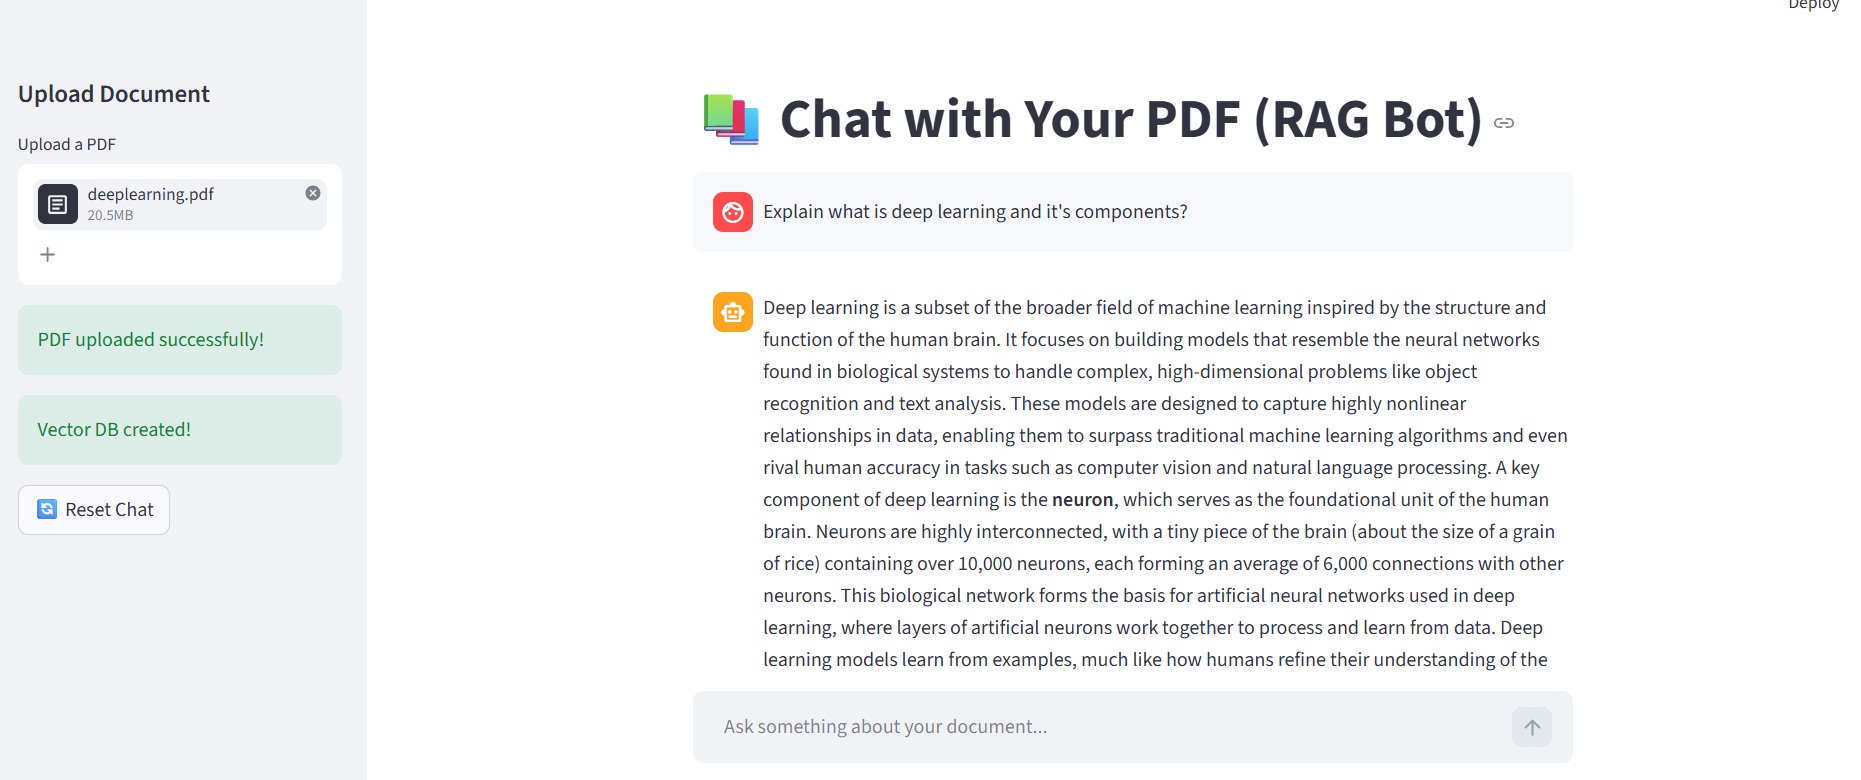 Deploy
Upload Document
Upload a PDF
deeplearning.pdf
20.5MB
PDF uploaded successfully!
Vector DB created!
Reset Chat
Chat with Your PDF (RAG Bot)
Explain what is deep learning and it's components?
Deep learning is a subset of the broader field of machine learning inspired by the structure and
function of the human brain. It focuses on building models that resemble the neural networks
found in biological systems to handle complex, high-dimensional problems like object
recognition and text analysis. These models are designed to capture highly nonlinear
relationships in data, enabling them to surpass traditional machine learning algorithms and even
rival human accuracy in tasks such as computer vision and natural language processing. A key
component of deep learning is the neuron, which serves as the foundational unit of the human
brain. Neurons are highly interconnected, with a tiny piece of the brain (about the size of a grain
of rice) containing over 10,000 neurons, each forming an average of 6,000 connections with other
neurons. This biological network forms the basis for artificial neural networks used in deep
learning, where layers of artificial neurons work together to process and learn from data. Deep
learning models learn from examples, much like how humans refine their understanding of the
Ask something about your document...